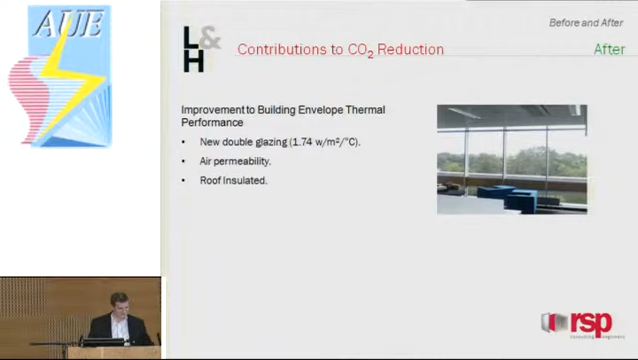 AUE
L&
H
Before and After
Contributions to CO2 Reduction
After
Improvement to Building Envelope Thermal
Performance
• New double glazing (1.74 w/m²/°C).
• Air permeability.
• Roof Insulated.
rsp